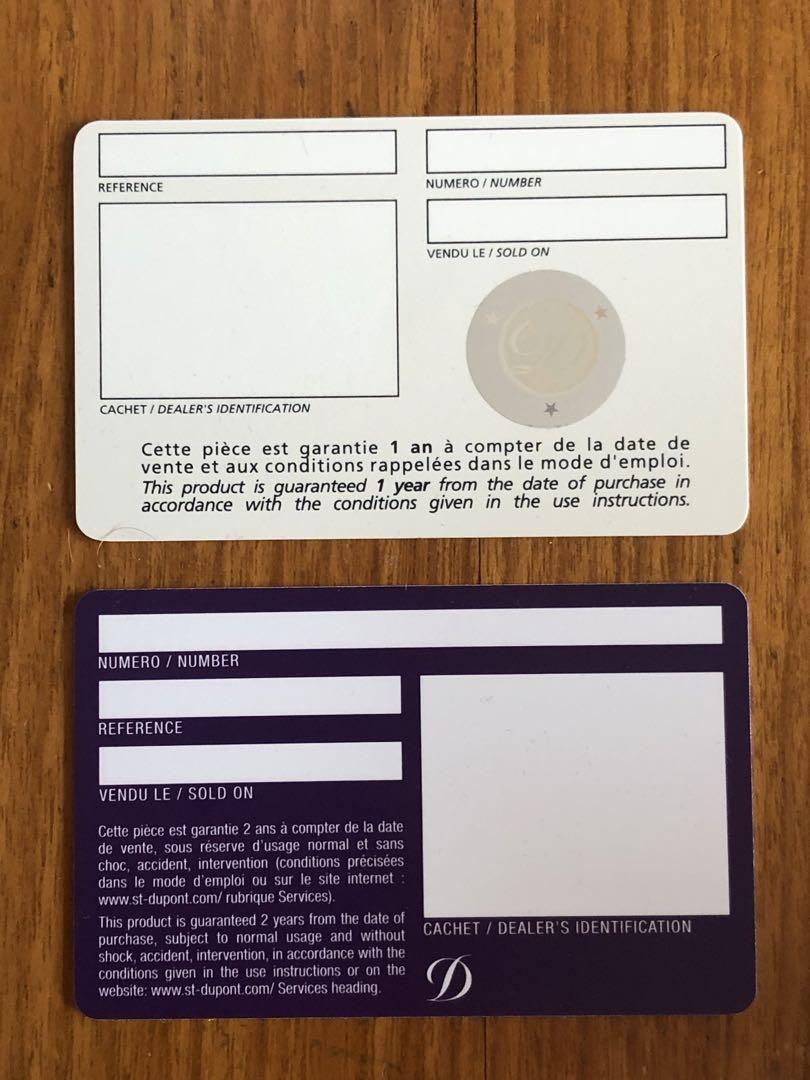 REFERENCE
NUMERO / NUMBER
VENDU LE / SOLD ON
CACHET / DEALER'S IDENTIFICATION
Cette pièce est garantie 1 an à compter de la date de
vente et aux conditions rappelées dans le mode d'emploi.
This product is guaranteed 1 year from the date of purchase in
accordance with the conditions given in the use instructions.
NUMERO / NUMBER
REFERENCE
VENDU LE / SOLD ON
Cette pièce est garantie 2 ans à compter de la date
de vente, sous réserve d'usage normal et sans
choc, accident, intervention (conditions précisées
dans le mode d'emploi ou sur le site internet :
www.st-dupont.com/ rubrique Services).
This product is guaranteed 2 years from the date of
purchase, subject to normal usage and without
shock, accident, intervention, in accordance with the
conditions given in the use instructions or on the
website: www.st-dupont.com/ Services heading.
CACHET / DEALER'S IDENTIFICATION
D